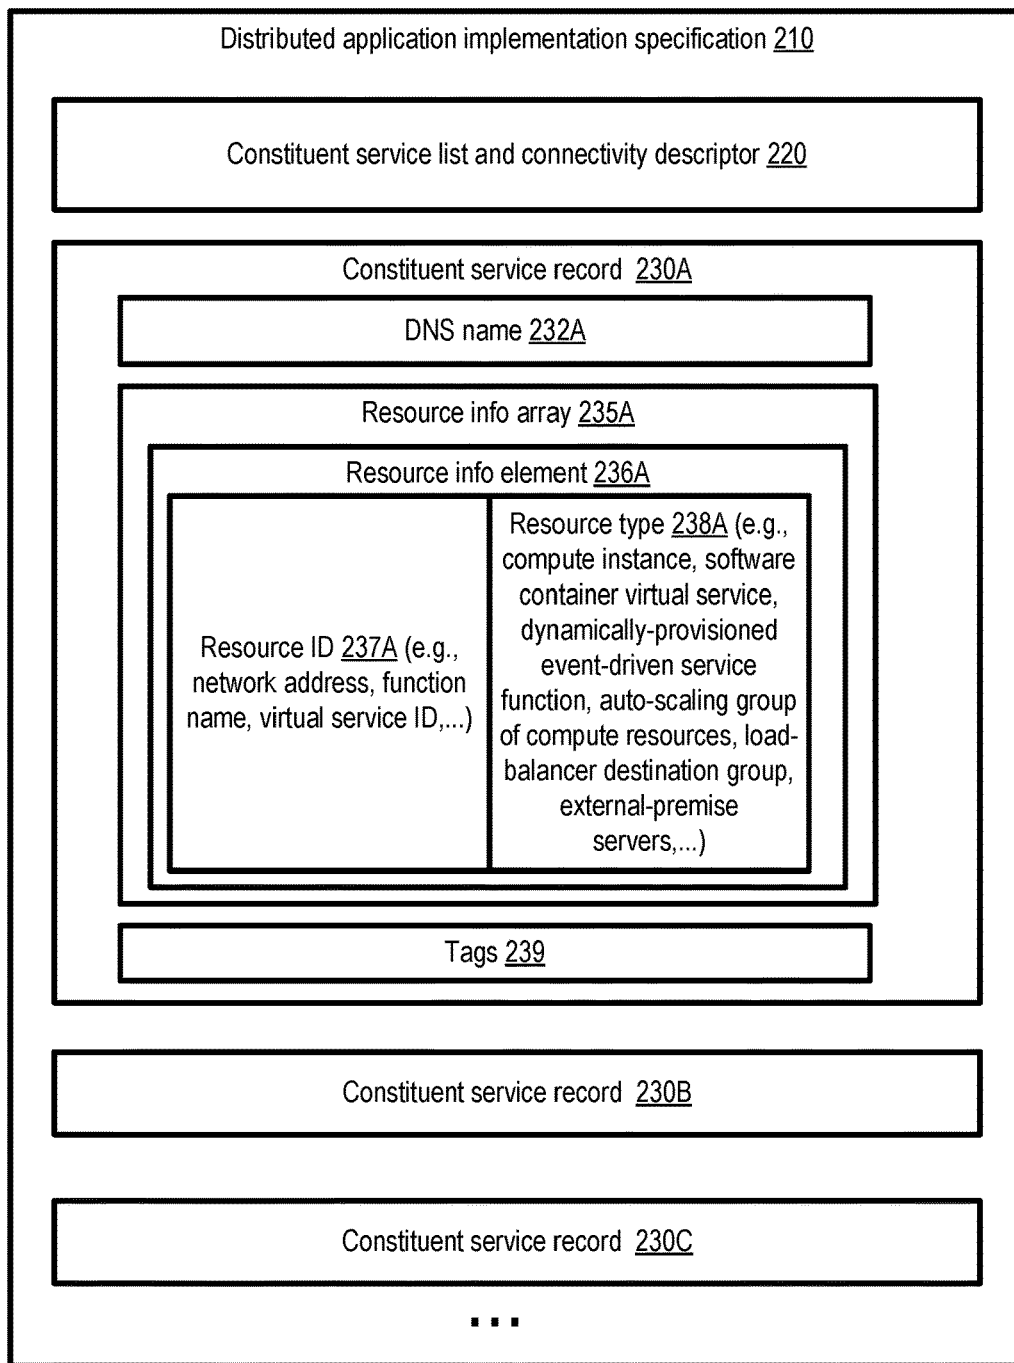 Distributed application implementation specification 210
Constituent service list and connectivity descriptor 220
Constituent service record 230A
DNS name 232A
Resource info array 235A
Resource info element 236A
Resource ID 237A (e.g.,
network address, function
name, virtual service ID,...)
Resource type 238A (e.g.,
compute instance, software
container virtual service,
dynamically-provisioned
event-driven service
function, auto-scaling group
of compute resources, load-
balancer destination group,
external-premise
servers,...)
Tags 239
Constituent service record 230B
Constituent service record 230C
...